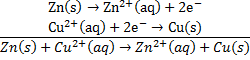 Zn(s) → Zn²⁺(aq) + 2e⁻
Cu²⁺(aq) + 2e⁻ → Cu(s)
Zn(s) + Cu²⁺(aq) → Zn²⁺(aq) + Cu(s)